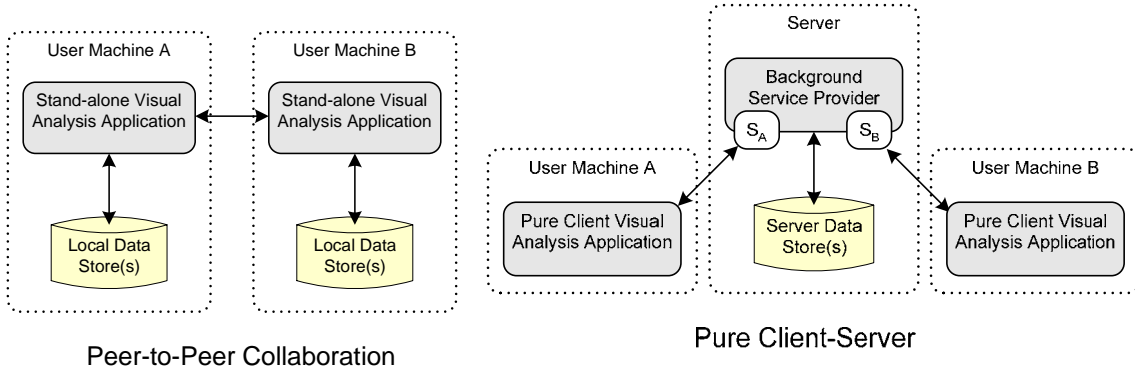 User Machine A
Stand-alone Visual
Analysis Application
Local Data
Store(s)
User Machine B
Stand-alone Visual
Analysis Application
Local Data
Store(s)
Peer-to-Peer Collaboration
Server
Background
Service Provider
S_A
S_B
Server Data
Store(s)
User Machine A
Pure Client Visual
Analysis Application
User Machine B
Pure Client Visual
Analysis Application
Pure Client-Server